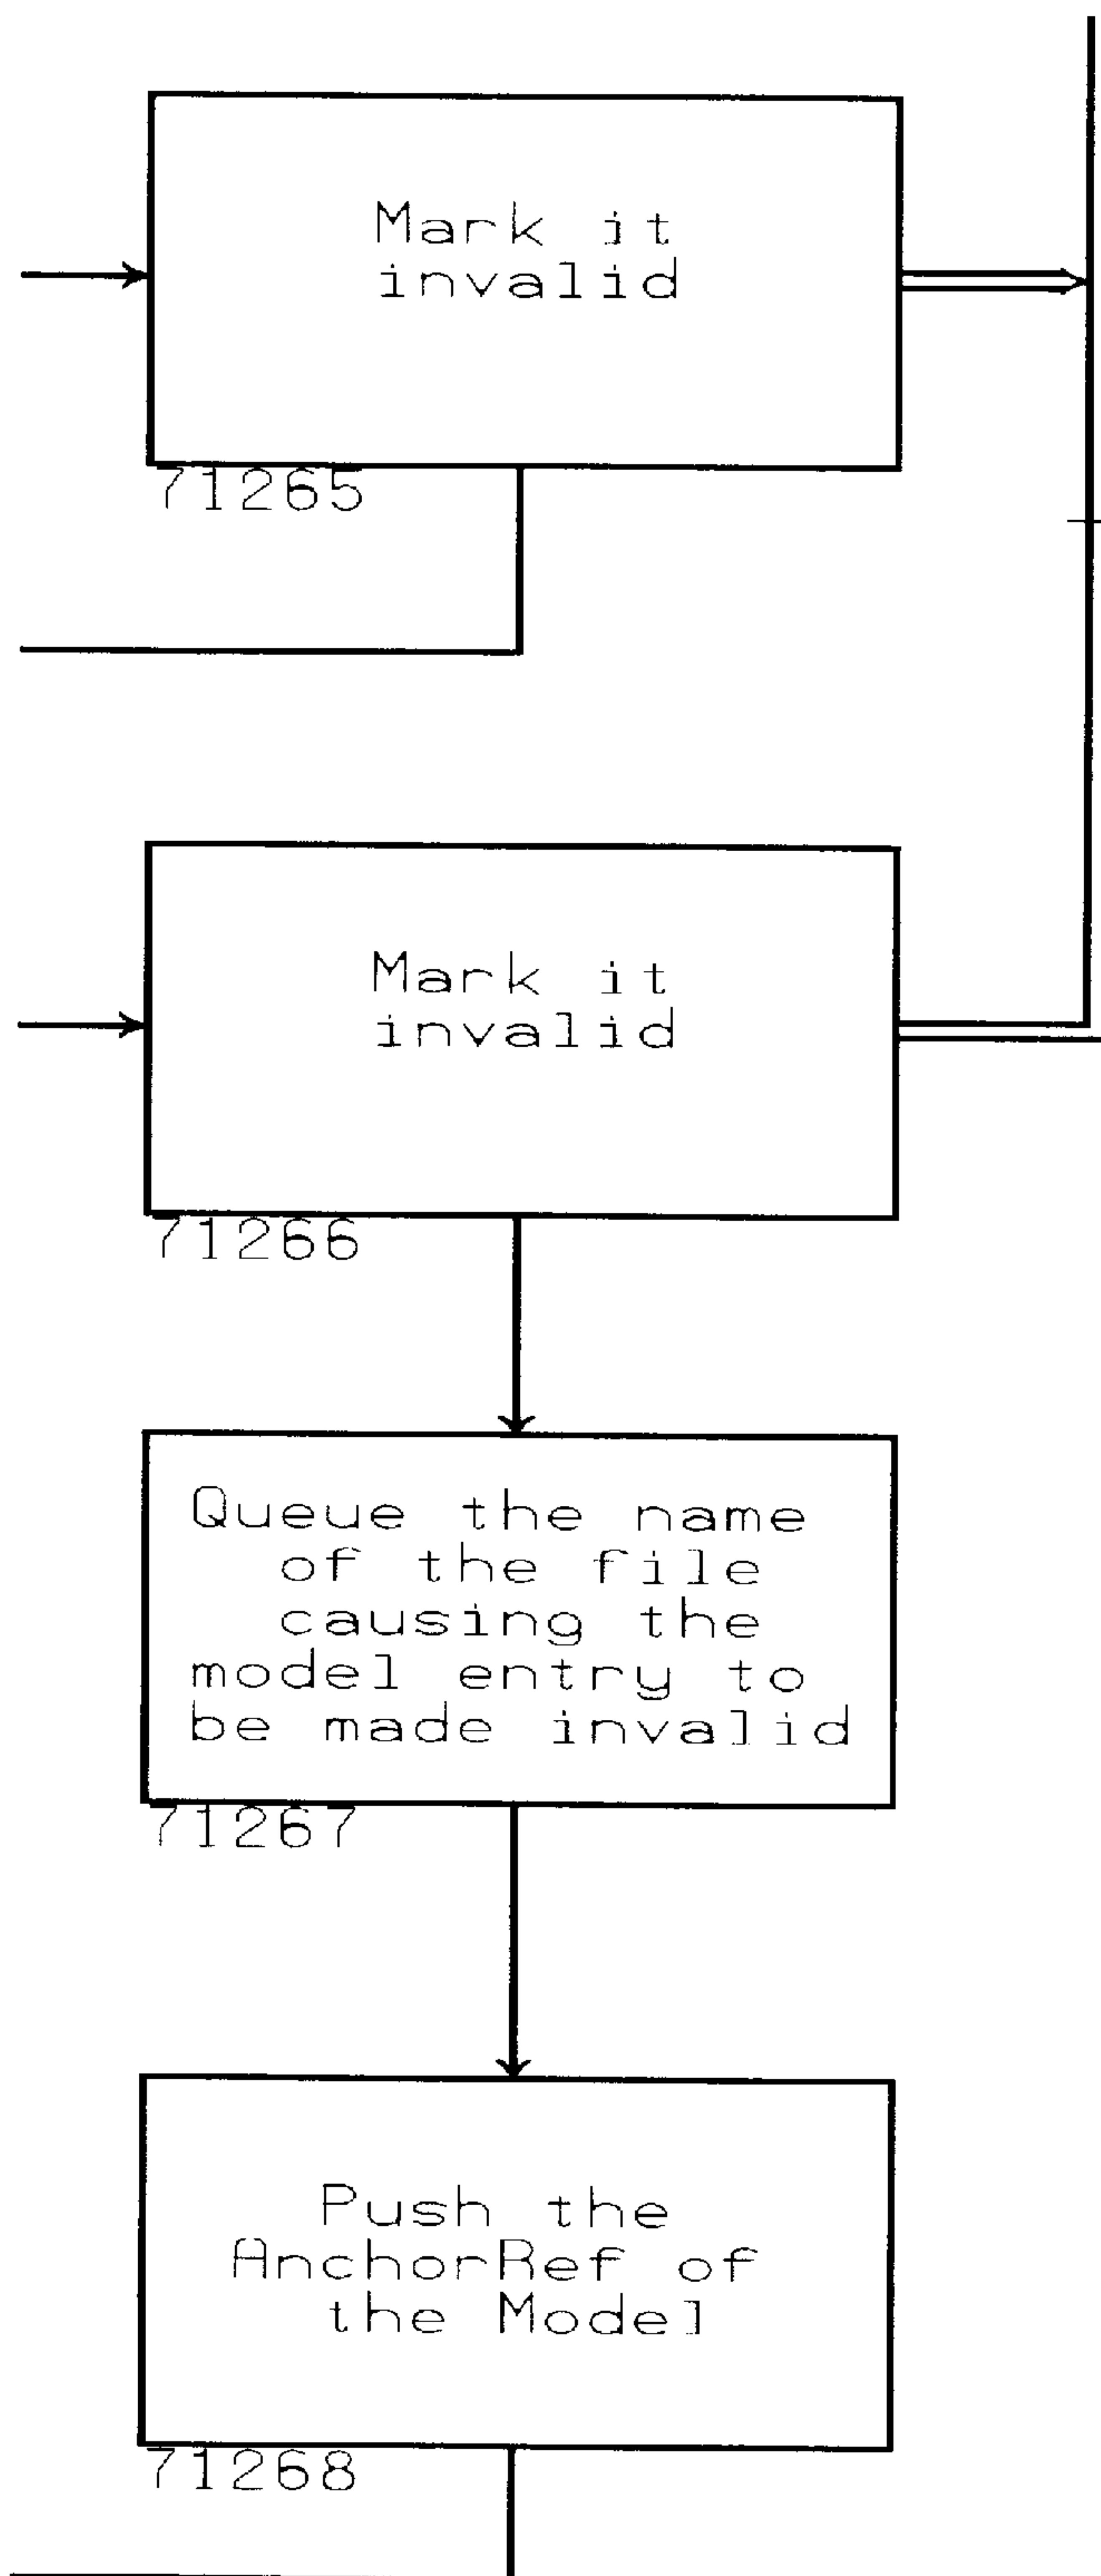 Mark it
invalid
71265
Mark it
invalid
71266
Queue the name
of the file
causing the
model entry to
be made invalid
71267
Push the
AnchorRef of
the Model
71268